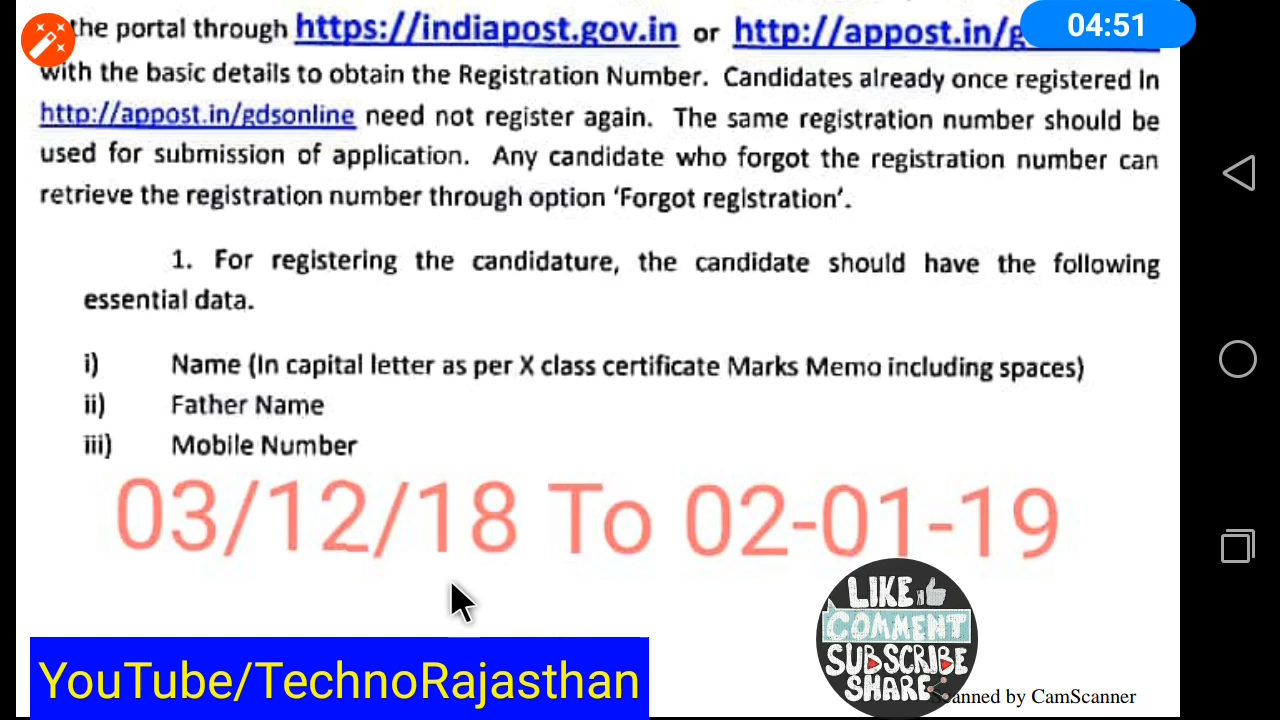 the portal through https://indiapost.gov.in or http://appost.in/g
04:51
with the basic details to obtain the Registration Number. Candidates already once registered in
http://appost.in/gdsonline need not register again. The same registration number should be
used for submission of application. Any candidate who forgot the registration number can
retrieve the registration number through option ‘Forgot registration’.
1. For registering the candidature, the candidate should have the following
essential data.
i) Name (In capital letter as per X class certificate Marks Memo including spaces)
ii) Father Name
iii) Mobile Number
03/12/18 To 02-01-19
LIKE
COMMENT
SUBSCRIBE
SHARE
YouTube/TechnoRajasthan
Scanned by CamScanner